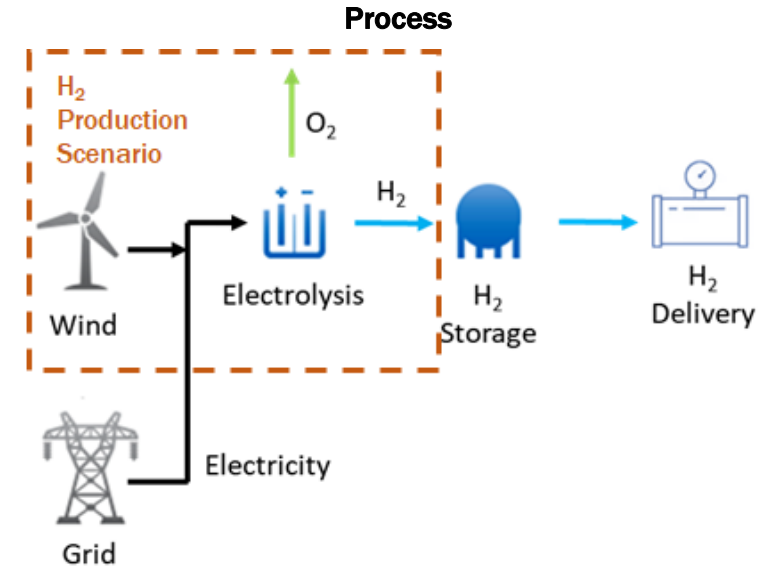 Process
H₂
Production
Scenario
O₂
+ -
H₂
Electrolysis
Wind
H₂
Storage
H₂
Delivery
Electricity
Grid